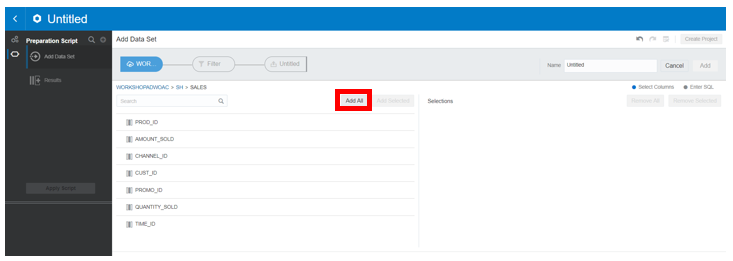 Untitled
Preparation Script
Add Data Set
Results
Apply Script
Add Data Set
Create Project
WOR...
Filter
Untitled
Name
Untitled
Cancel
Add
WORKSHOPADWOAC > SH > SALES
Select Columns
Enter SQL
Search
Add All
Add Selected
Selections
Remove All
Remove Selected
PROD_ID
AMOUNT_SOLD
CHANNEL_ID
CUST_ID
PROMO_ID
QUANTITY_SOLD
TIME_ID